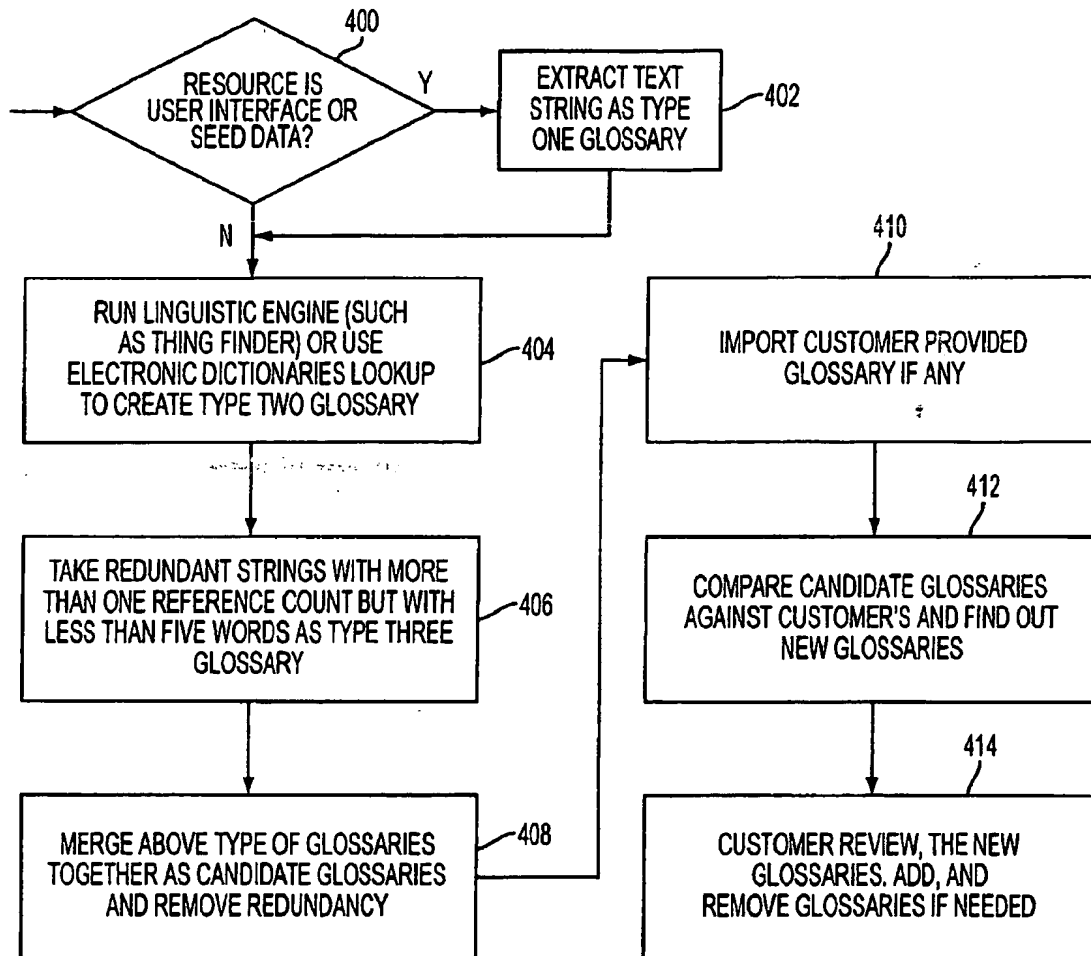 400
RESOURCE IS
USER INTERFACE OR
SEED DATA?
Y
N
EXTRACT TEXT
STRING AS TYPE
ONE GLOSSARY
402
RUN LINGUISTIC ENGINE (SUCH
AS THING FINDER) OR USE
ELECTRONIC DICTIONARIES LOOKUP
TO CREATE TYPE TWO GLOSSARY
404
TAKE REDUNDANT STRINGS WITH MORE
THAN ONE REFERENCE COUNT BUT WITH
LESS THAN FIVE WORDS AS TYPE THREE
GLOSSARY
406
MERGE ABOVE TYPE OF GLOSSARIES
TOGETHER AS CANDIDATE GLOSSARIES
AND REMOVE REDUNDANCY
408
410
IMPORT CUSTOMER PROVIDED
GLOSSARY IF ANY
412
COMPARE CANDIDATE GLOSSARIES
AGAINST CUSTOMER'S AND FIND OUT
NEW GLOSSARIES
414
CUSTOMER REVIEW, THE NEW
GLOSSARIES. ADD, AND
REMOVE GLOSSARIES IF NEEDED